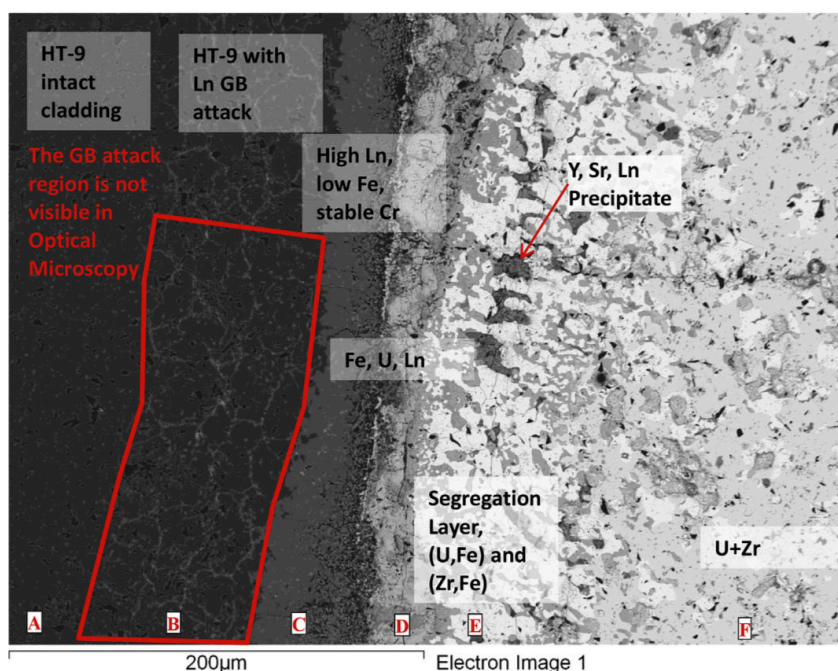 HT-9
intact
cladding
HT-9 with
Ln GB
attack
The GB attack
region is not
visible in
Optical
Microscopy
High Ln,
low Fe,
stable Cr
Y, Sr, Ln
Precipitate
Fe, U, Ln
Segregation
Layer,
(U,Fe) and
(Zr,Fe)
U+Zr
A
B
C
D
E
F
200μm
Electron Image 1